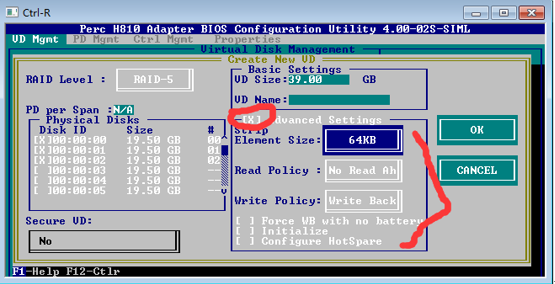 Ctrl-R
Perc H810 Adapter BIOS Configuration Utility 4.00-02S-SIML
VD Mgmt PD Mgmt Ctrl Mgmt Properties
Virtual Disk Management
Create New VD
RAID Level : RAID-5
PD per Span :N/A
Physical Disks
Disk ID Size #
[X]00:00:00 19.50 GB 00
[X]00:00:01 19.50 GB 01
[X]00:00:02 19.50 GB 02
[ ]00:00:03 19.50 GB
[ ]00:00:04 19.50 GB
[ ]00:00:05 19.50 GB
Secure VD:
No
Basic Settings
VD Size:39.00 GB
VD Name:
[X] Advanced Settings
Strip
Element Size: 64KB
Read Policy : No Read Ah
Write Policy: Write Back
[ ] Force WB with no battery
[ ] Initialize
[ ] Configure HotSpare
OK
CANCEL
F1-Help F12-Ctlr